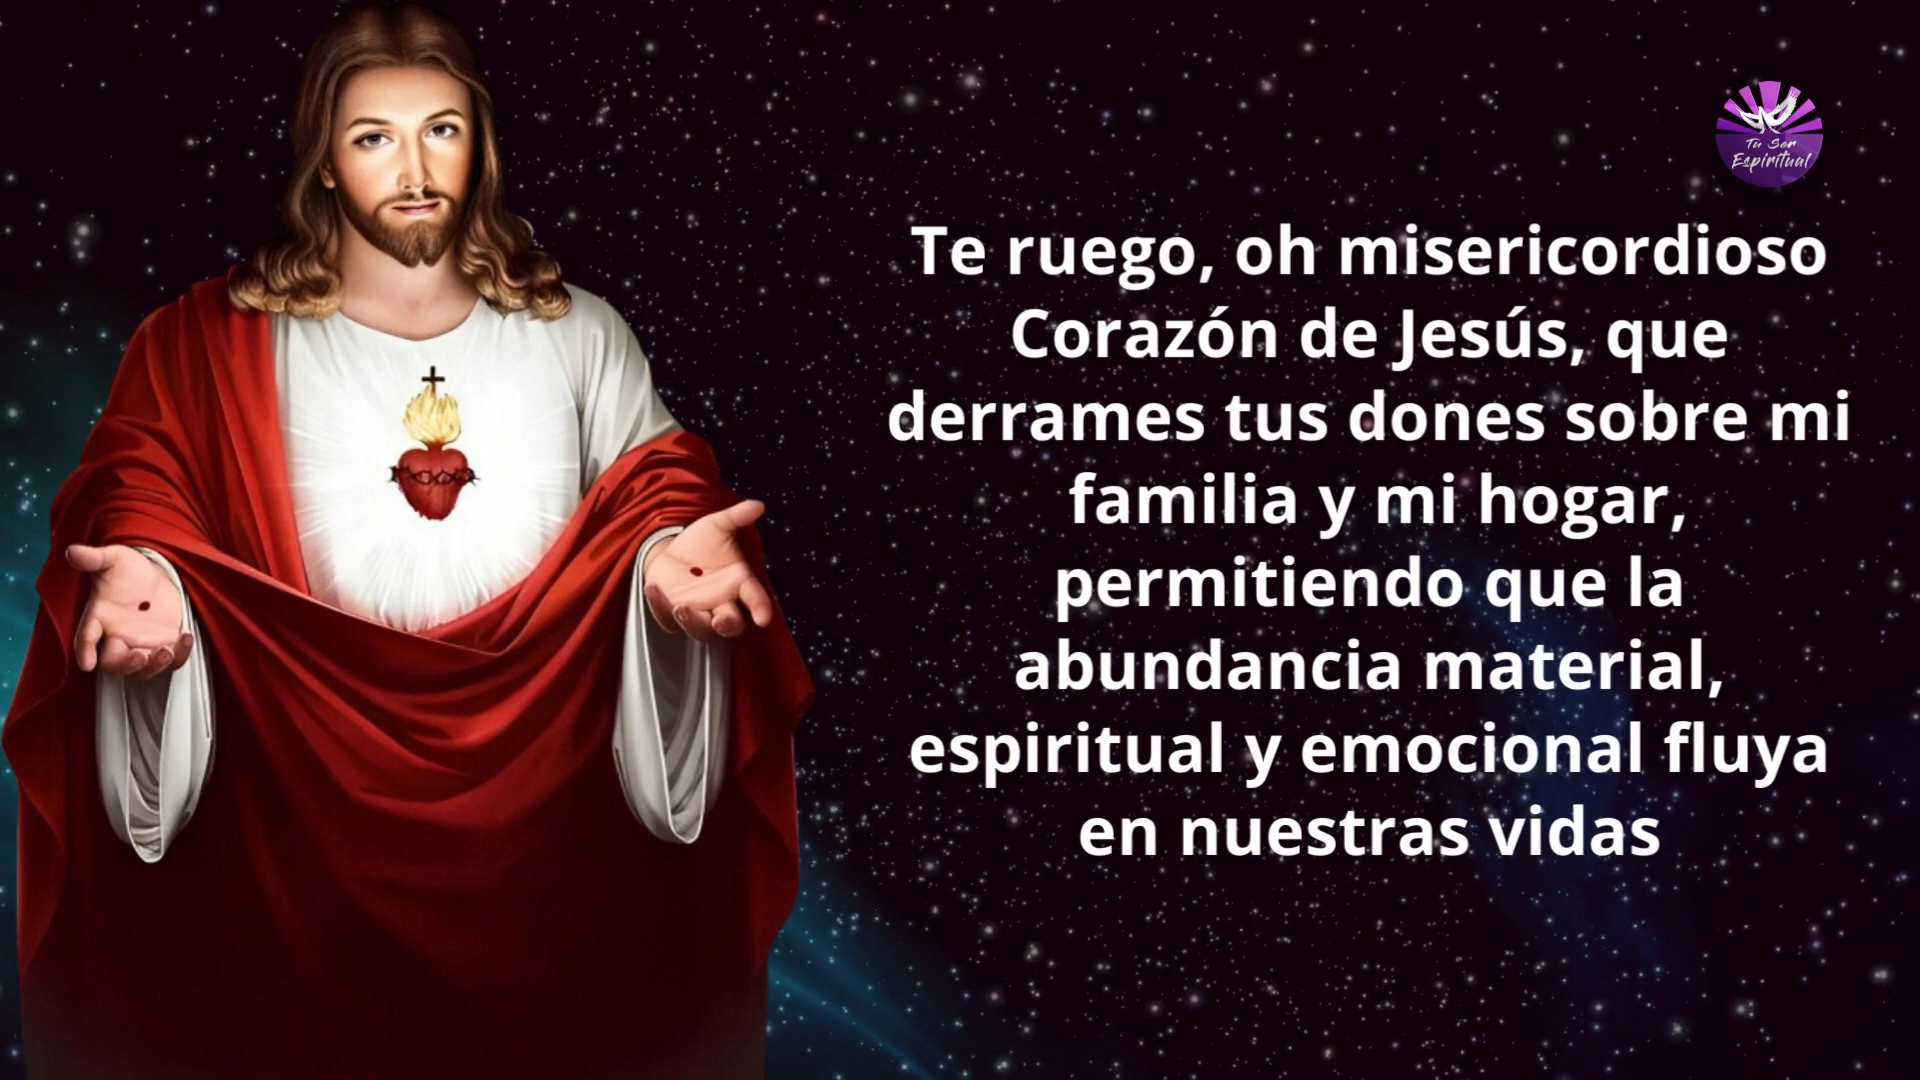 Tu Ser
Espiritual
Te ruego, oh misericordioso
Corazón de Jesús, que
derrames tus dones sobre mi
familia y mi hogar,
permitiendo que la
abundancia material,
espiritual y emocional fluya
en nuestras vidas